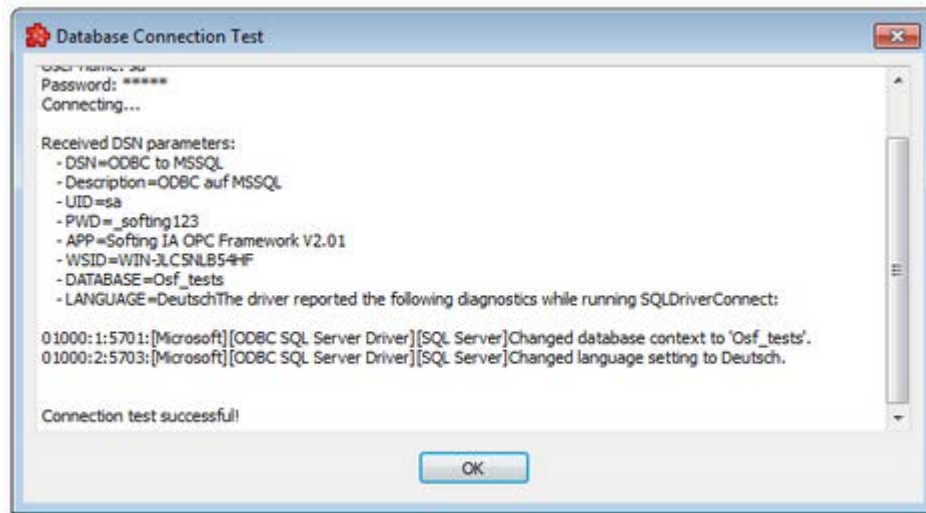 Database Connection Test
User name: sa
Password: *****
Connecting...
Received DSN parameters:
- DSN=ODBC to MSSQL
- Description=ODBC auf MSSQL
- UID=sa
- PWD=_softing123
- APP=Softing IA OPC Framework V2.01
- WSID=WIN-JLC5NLB54HF
- DATABASE=Osf_tests
- LANGUAGE=DeutschThe driver reported the following diagnostics while running SQLDriverConnect:
01000:1:5701:[Microsoft][ODBC SQL Server Driver][SQL Server]Changed database context to 'Osf_tests'.
01000:2:5703:[Microsoft][ODBC SQL Server Driver][SQL Server]Changed language setting to Deutsch.
Connection test successful!
OK